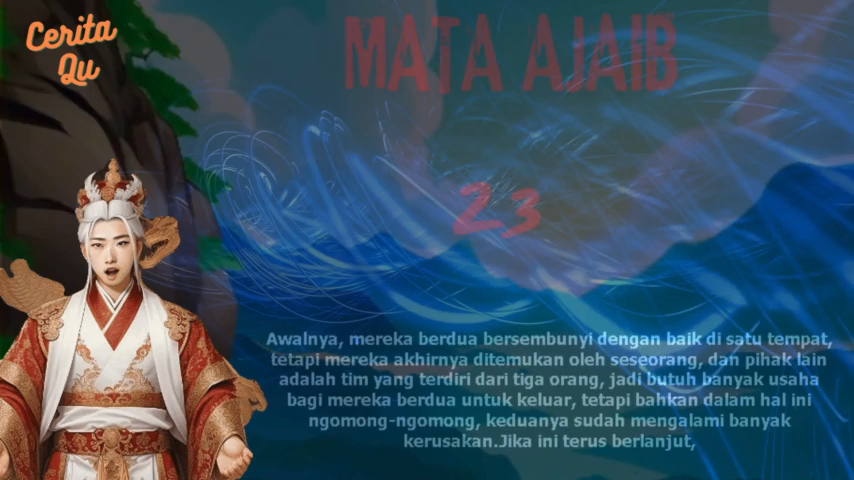 Cerita
Qu
MATA AJAIB
23
Awalnya, mereka berdua bersembunyi dengan baik di satu tempat,
tetapi mereka akhirnya ditemukan oleh seseorang, dan pihak lain
adalah tim yang terdiri dari tiga orang, jadi butuh banyak usaha
bagi mereka berdua untuk keluar, tetapi bahkan dalam hal ini
ngomong-ngomong, keduanya sudah mengalami banyak
kerusakan.Jika ini terus berlanjut,